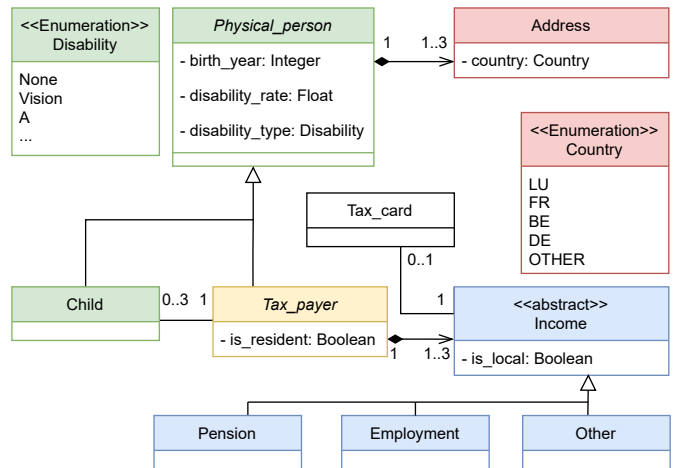 <<Enumeration>>
Disability
None
Vision
A
...
Physical_person
- birth_year: Integer
- disability_rate: Float
- disability_type: Disability
1
1..3
Address
- country: Country
<<Enumeration>>
Country
LU
FR
BE
DE
OTHER
Tax_card
0..1
1
Child
0..3
1
Tax_payer
- is_resident: Boolean
1
1..3
<<abstract>>
Income
- is_local: Boolean
Pension
Employment
Other